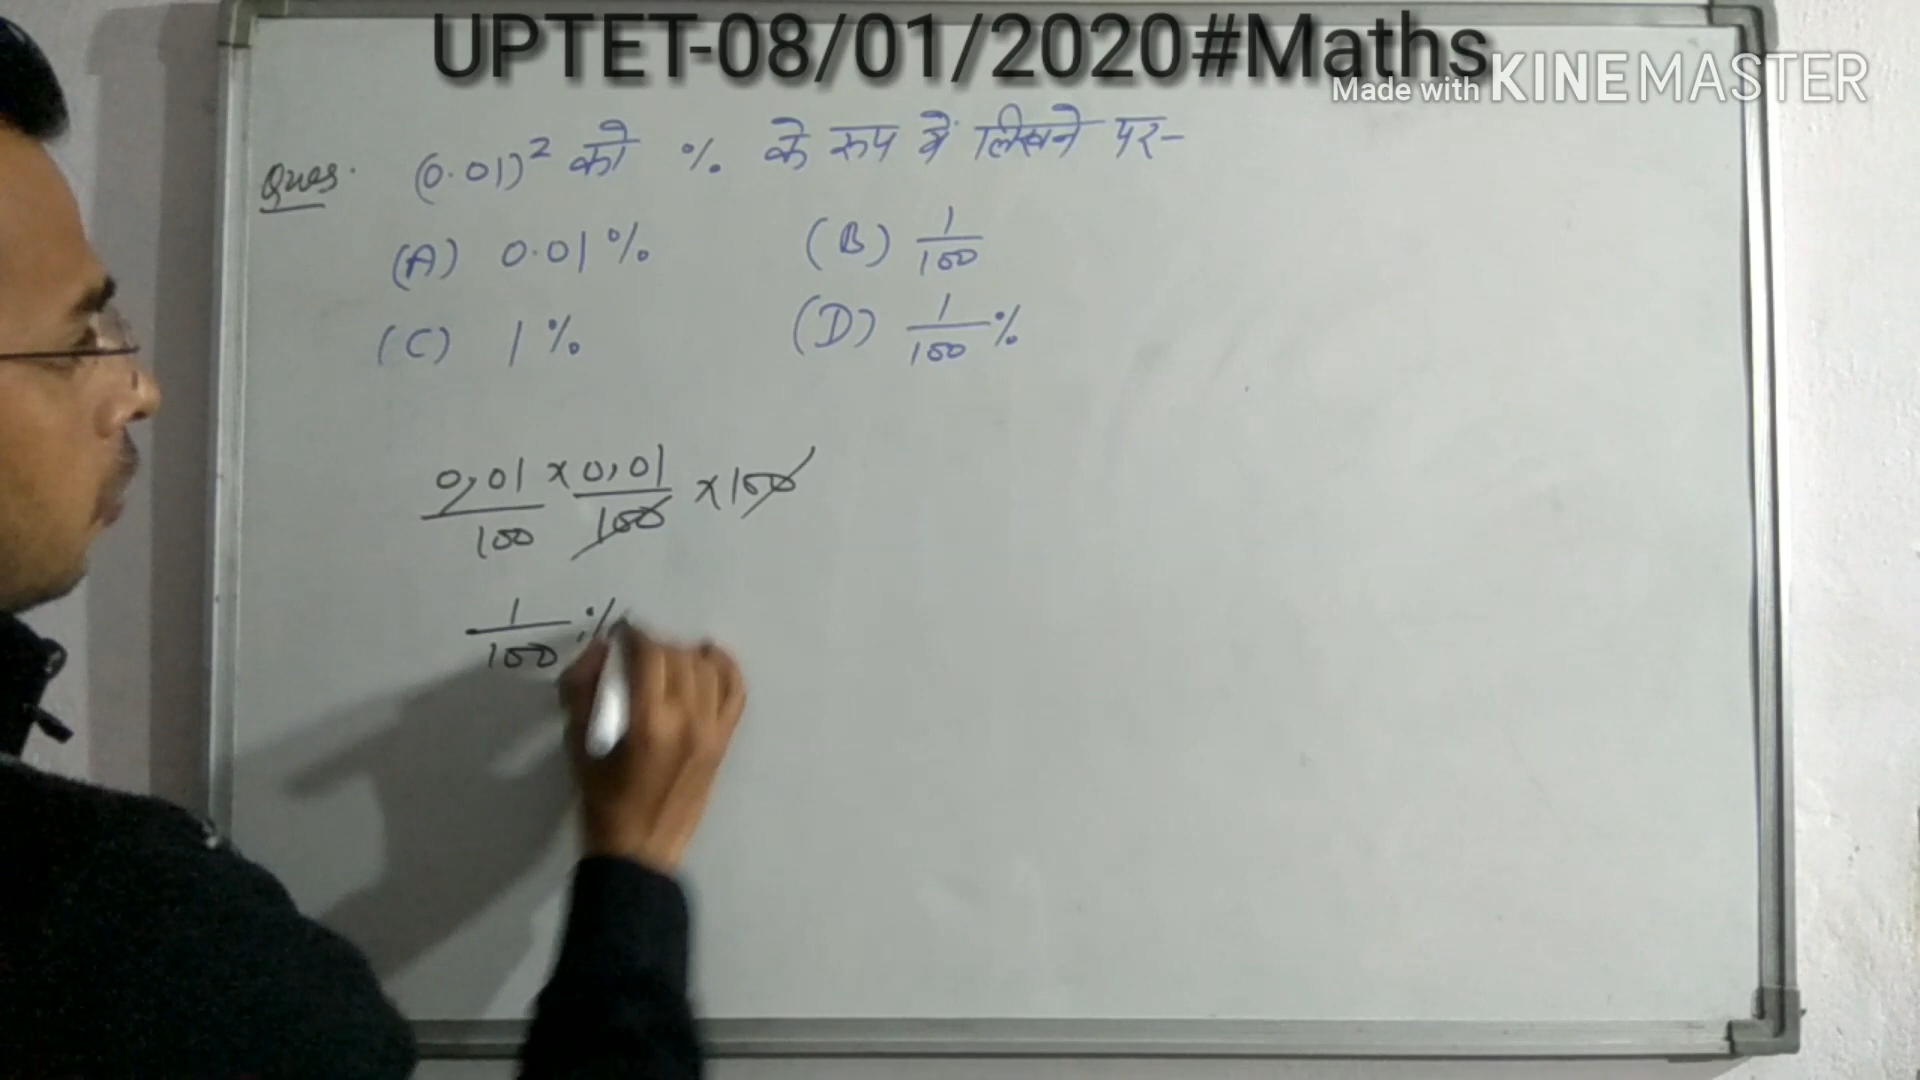 UPTET-08/01/2020#Maths
Made with KINEMASTER
Ques. (0.01)² को % के रूप में लिखने पर-
(A) 0.01% (B) 1/100
(C) 1% (D) 1/100 %
0,01/100 x 0,01/100 x 100
1/100 %